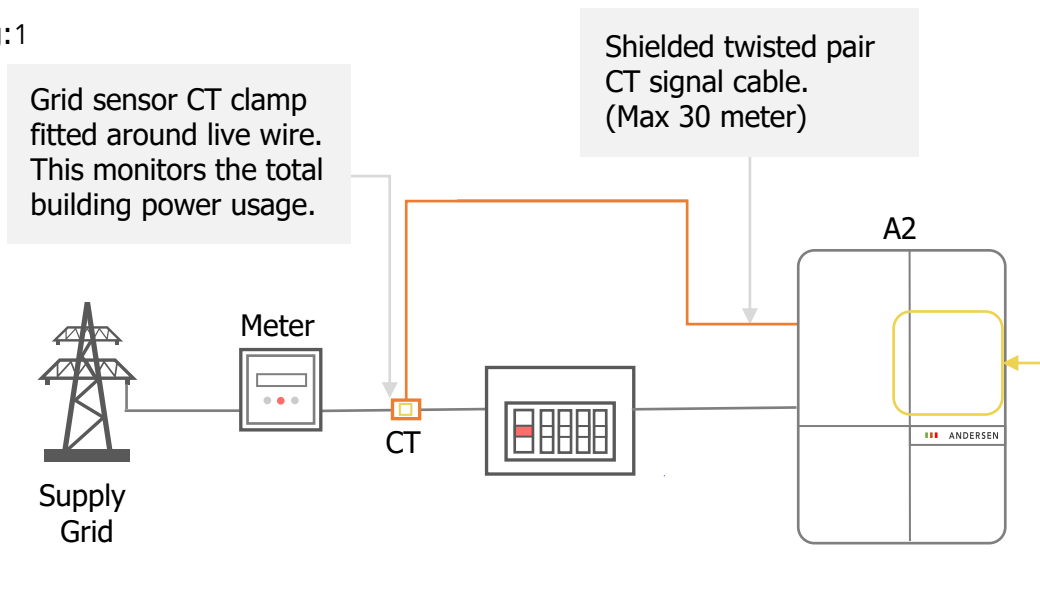 :1
Grid sensor CT clamp
fitted around live wire.
This monitors the total
building power usage.
Shielded twisted pair
CT signal cable.
(Max 30 meter)
A2
Meter
CT
ANDERSEN
Supply
Grid